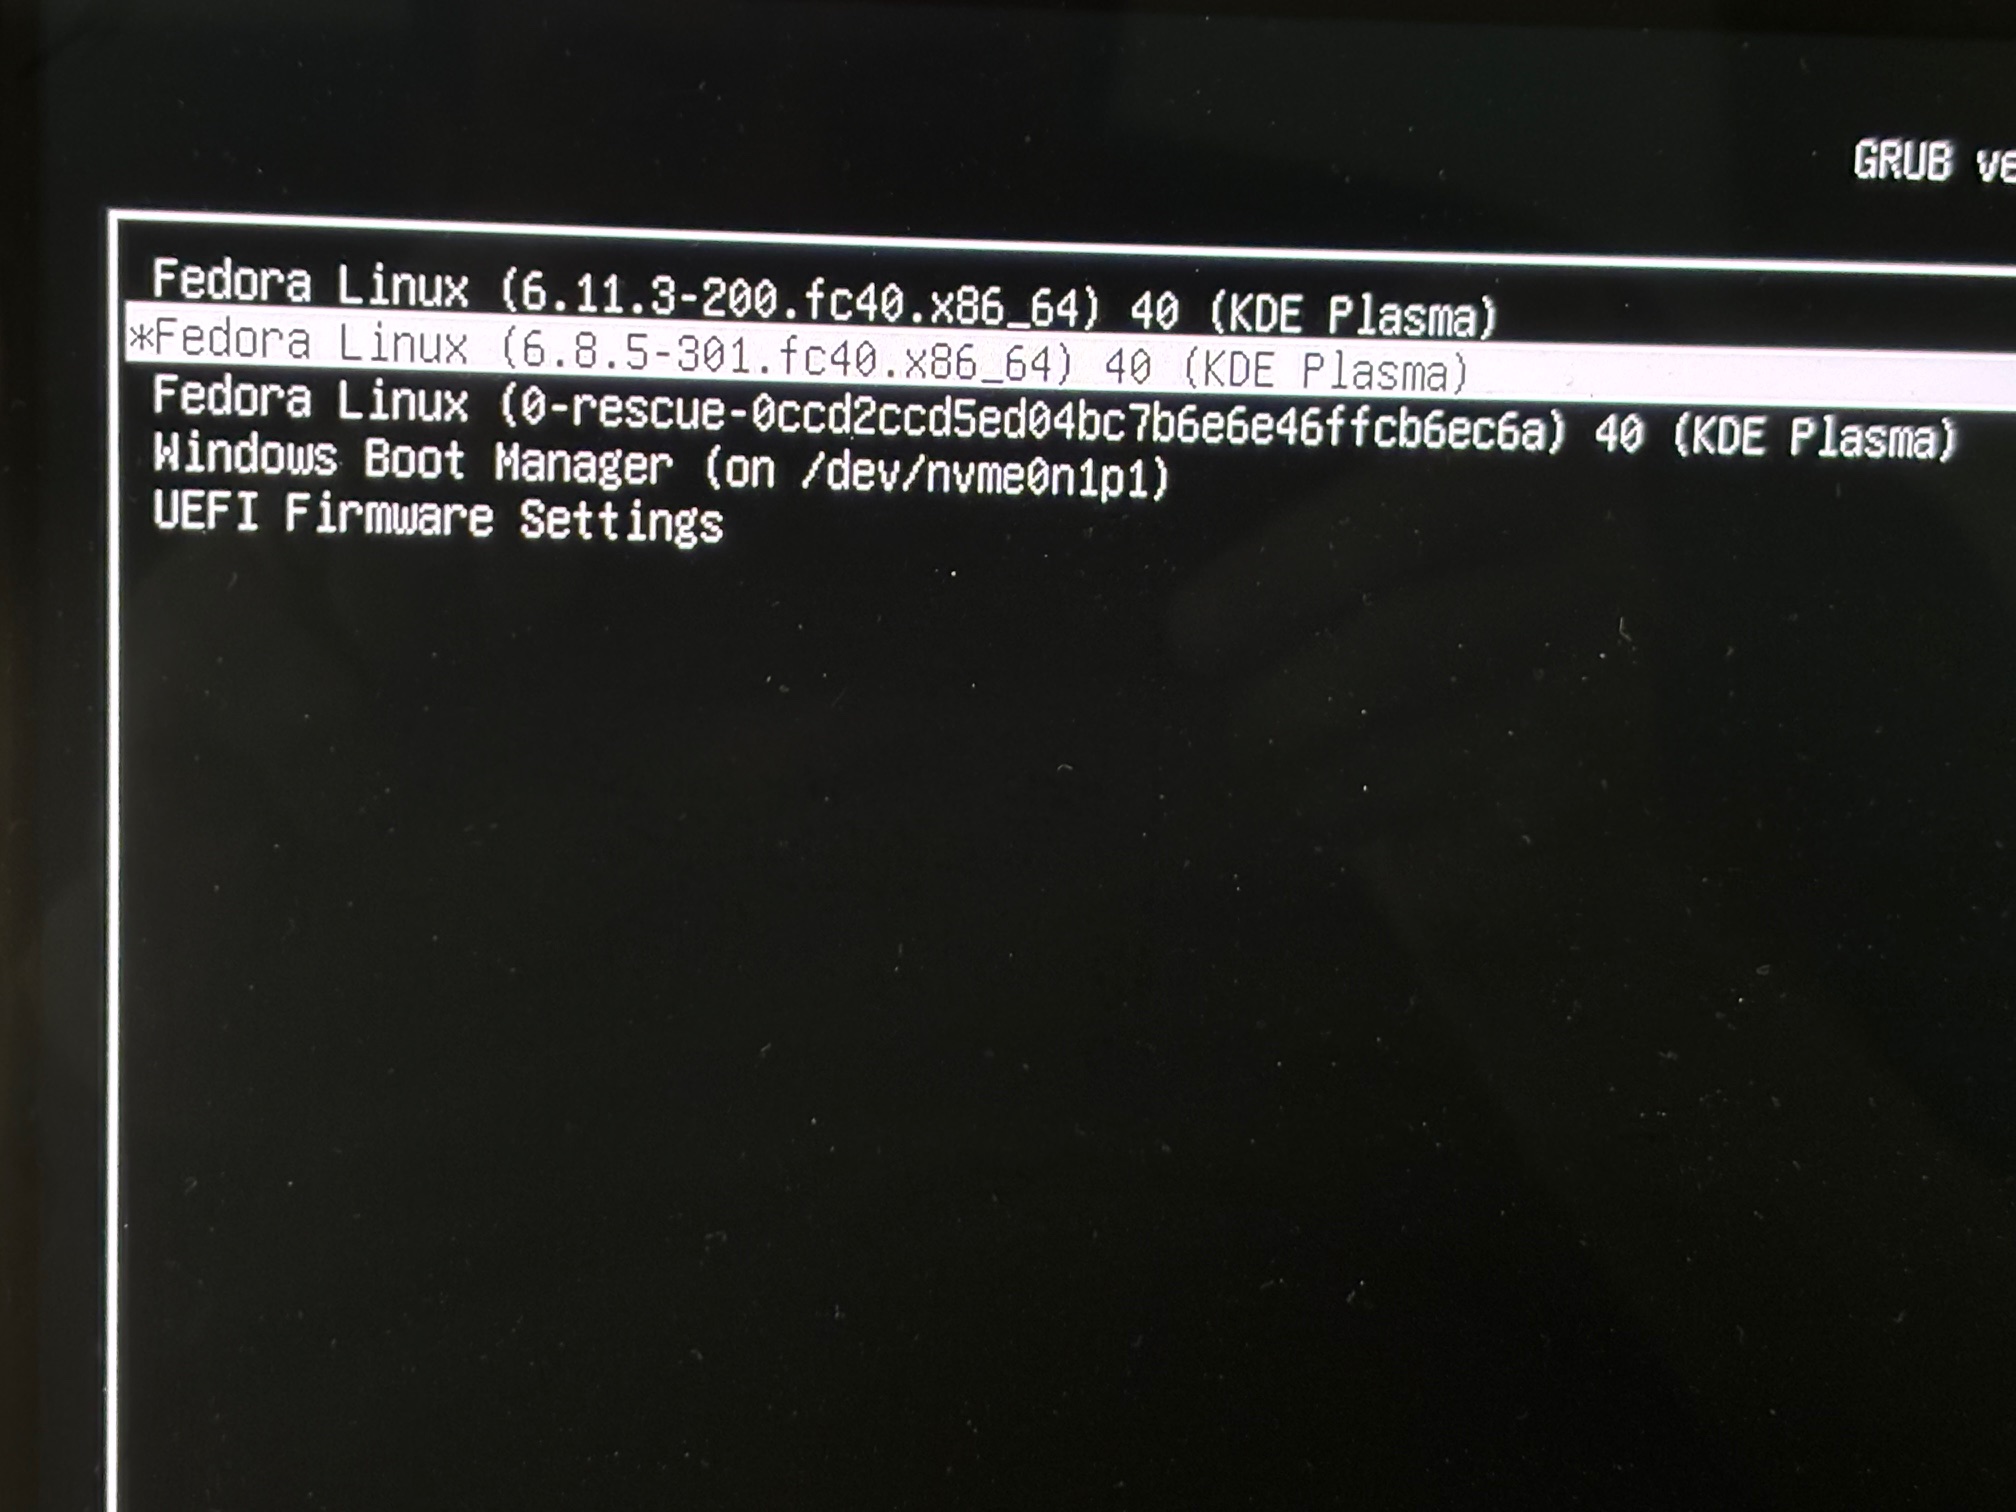 GRUB ve
Fedora Linux (6.11.3-200.fc40.x86_64) 40 (KDE Plasma)
*Fedora Linux (6.8.5-301.fc40.x86_64) 40 (KDE Plasma)
Fedora Linux (0-rescue-0ccd2ccd5ed04bc7b6e6e46ffcb6ec6a) 40 (KDE Plasma)
Windows Boot Manager (on /dev/nvme0n1p1)
UEFI Firmware Settings